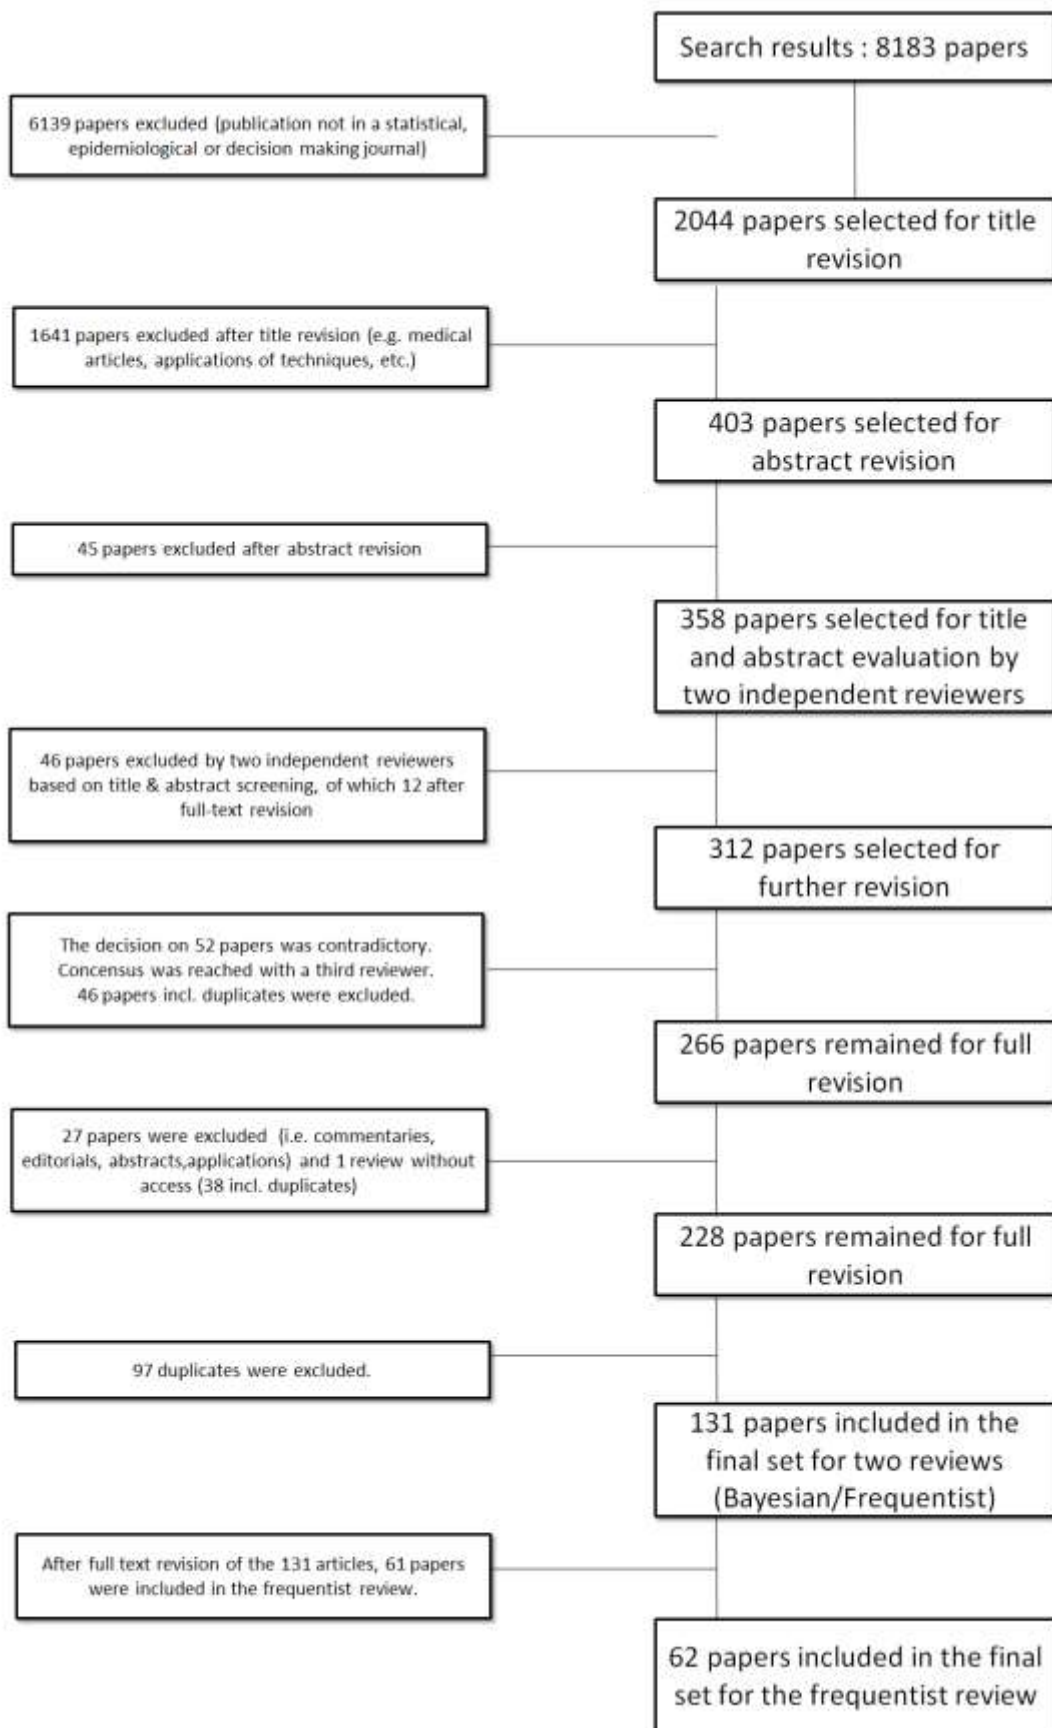 Search results : 8183 papers
6139 papers excluded (publication not in a statistical,
epidemiological or decision making journal)
2044 papers selected for title
revision
1641 papers excluded after title revision (e.g. medical
articles, applications of techniques, etc.)
403 papers selected for
abstract revision
45 papers excluded after abstract revision
358 papers selected for title
and abstract evaluation by
two independent reviewers
46 papers excluded by two independent reviewers
based on title & abstract screening, of which 12 after
full-text revision
312 papers selected for
further revision
The decision on 52 papers was contradictory.
Concensus was reached with a third reviewer.
46 papers incl. duplicates were excluded.
266 papers remained for full
revision
27 papers were excluded (i.e. commentaries,
editorials, abstracts,applications) and 1 review without
access (38 incl. duplicates)
228 papers remained for full
revision
97 duplicates were excluded.
131 papers included in the
final set for two reviews
(Bayesian/Frequentist)
After full text revision of the 131 articles, 61 papers
were included in the frequentist review.
62 papers included in the final
set for the frequentist review